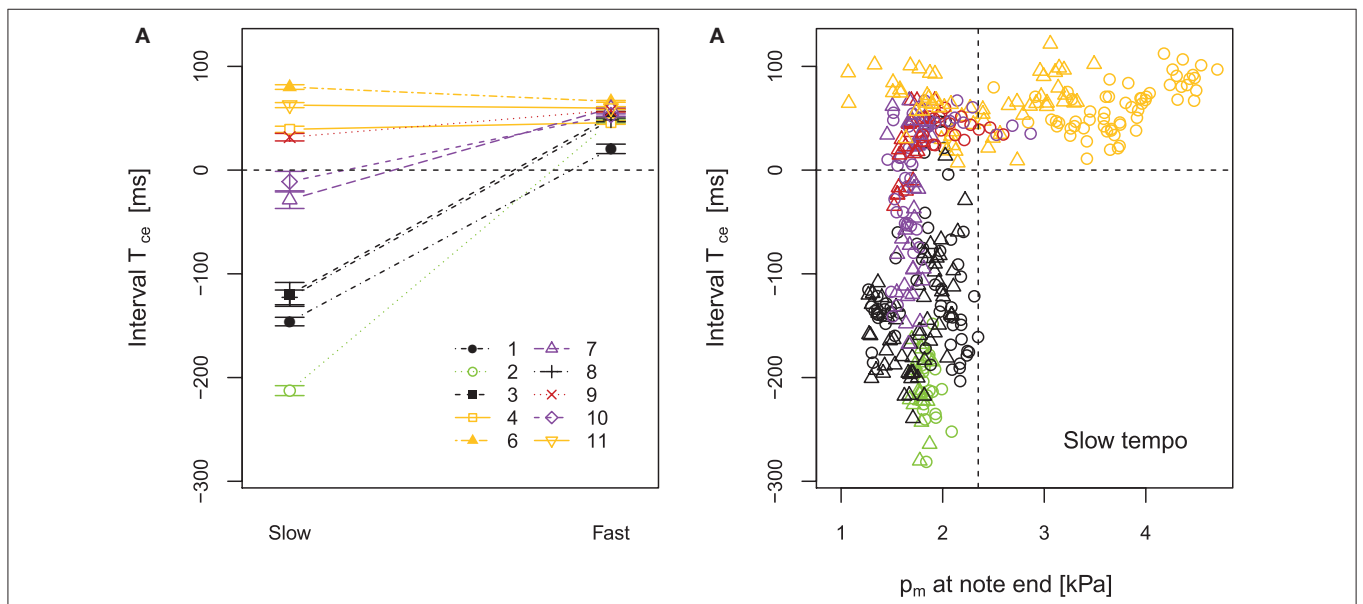 A
Interval T ce [ms]
100
0
−100
−200
−300
1
2
3
4
6
7
8
9
10
11
Slow
Fast
A
Interval T ce [ms]
100
0
−100
−200
−300
Slow tempo
1 2 3 4
pm at note end [kPa]